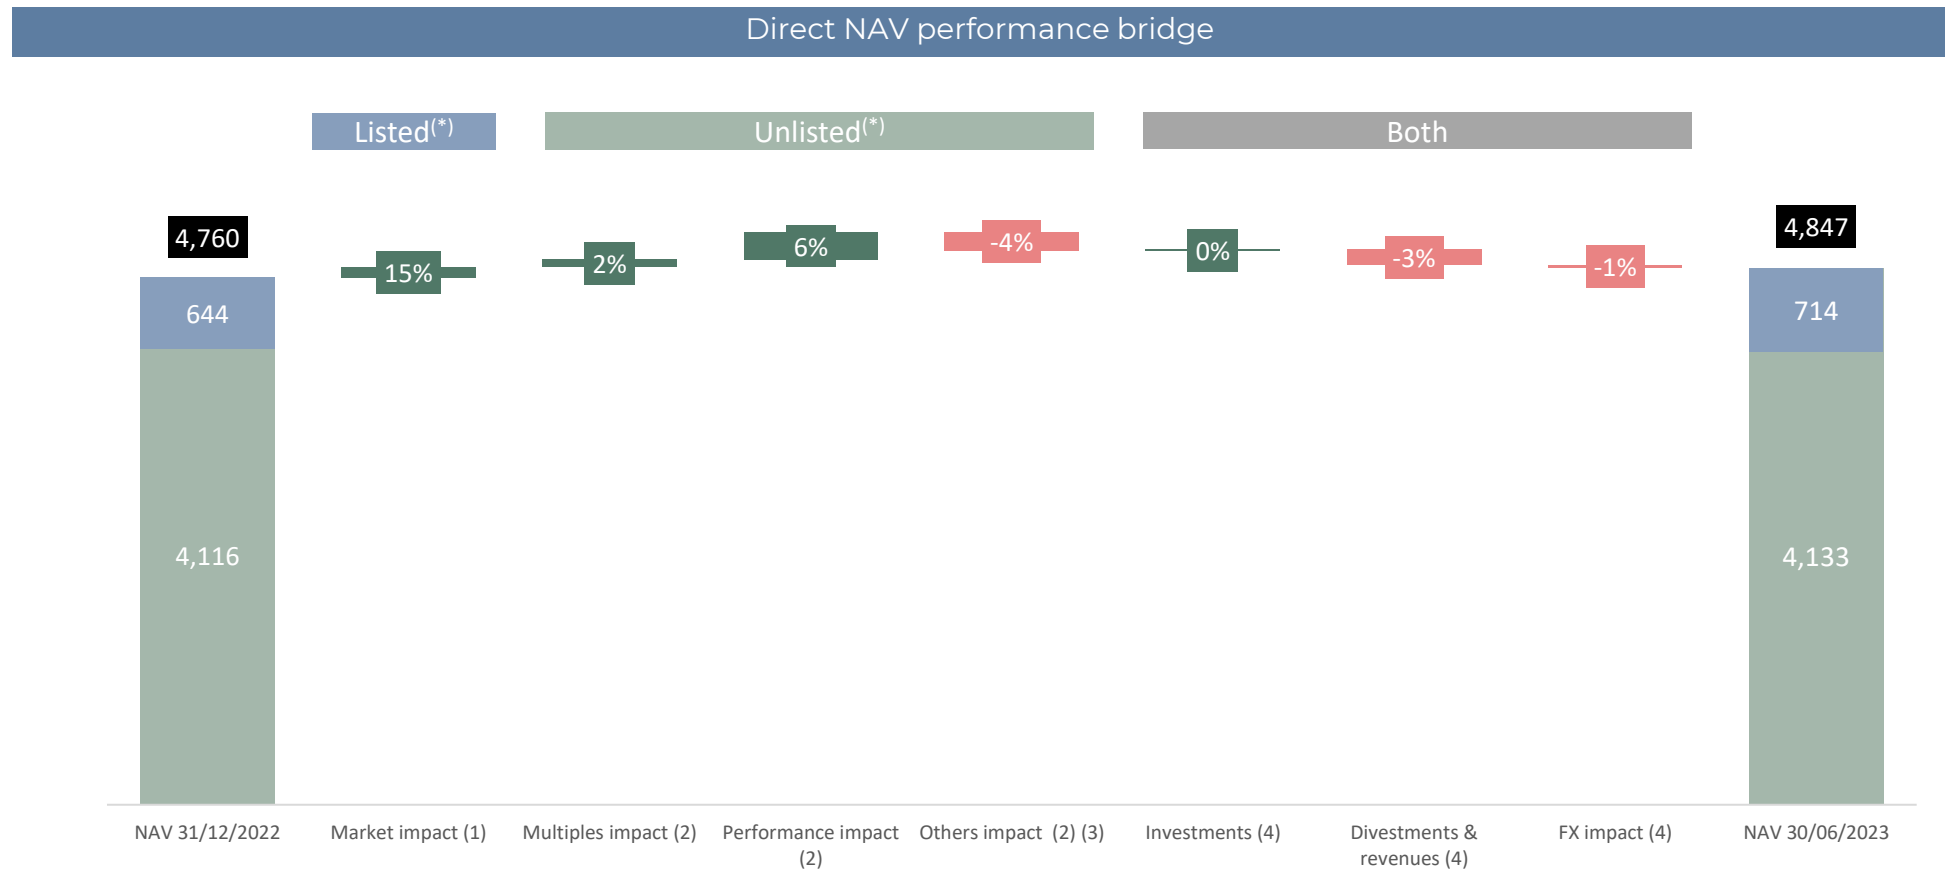 Direct NAV performance bridge
Listed(*)
Unlisted(*)
Both
4,760
644
4,116
15%
2%
6%
-4%
0%
-3%
-1%
4,847
714
4,133
NAV 31/12/2022
Market impact (1)
Multiples impact (2)
Performance impact
(2)
Others impact (2) (3)
Investments (4)
Divestments &
revenues (4)
FX impact (4)
NAV 30/06/2023